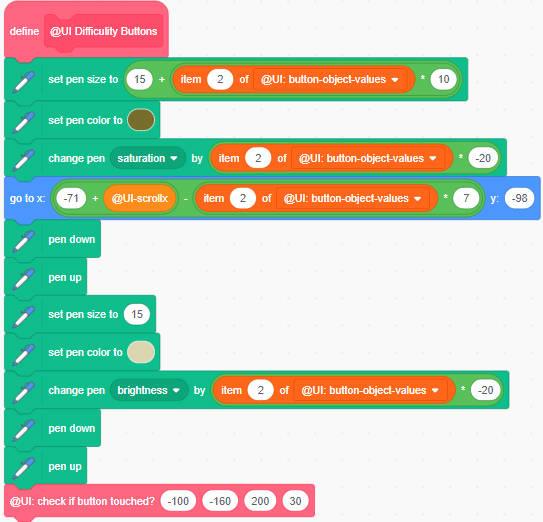 define @UI Difficulity Buttons
set pen size to 15 + item 2 of @UI: button-object-values * 10
set pen color to
change pen saturation by item 2 of @UI: button-object-values * -20
go to x: -71 + @UI-scrollx - item 2 of @UI: button-object-values * 7 y: -98
pen down
pen up
set pen size to 15
set pen color to
change pen brightness by item 2 of @UI: button-object-values * -20
pen down
pen up
@UI: check if button touched? -100 -160 200 30